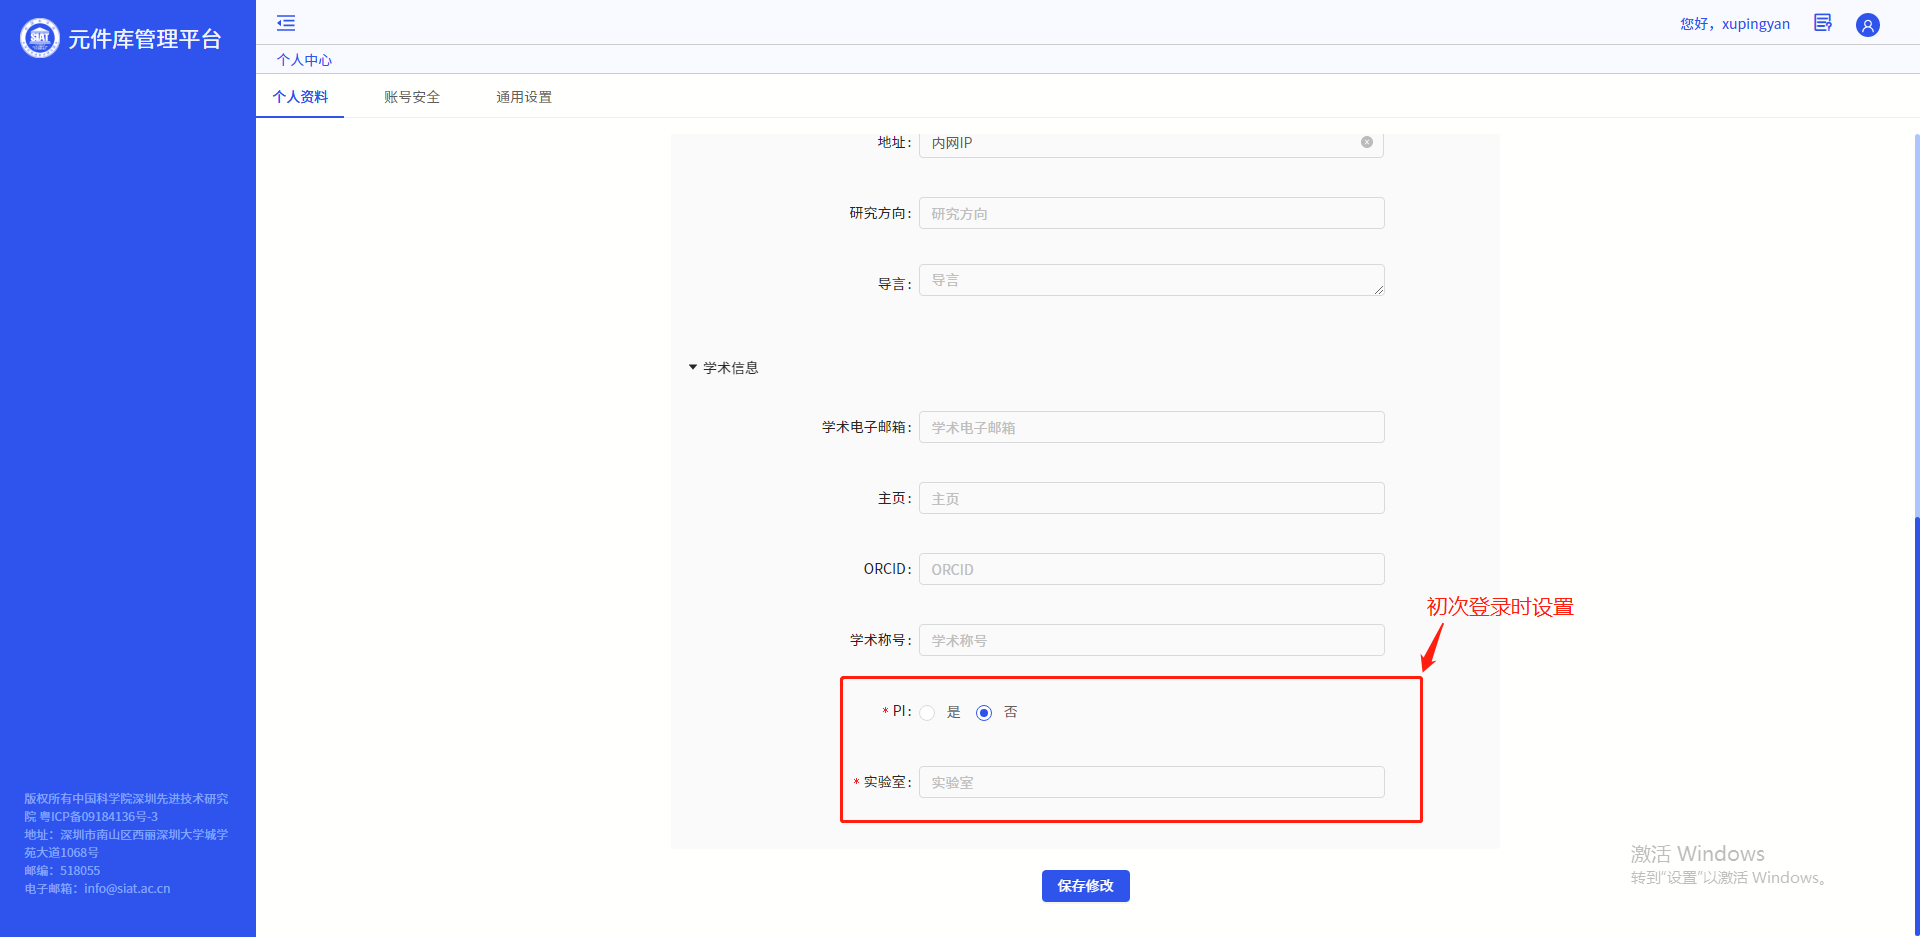 SIAT
元件库管理平台
您好，xupingyan
个人中心
个人资料
账号安全
通用设置
地址: 内网IP
研究方向: 研究方向
导言: 导言
学术信息
学术电子邮箱: 学术电子邮箱
主页: 主页
ORCID: ORCID
初次登录时设置
学术称号: 学术称号
* PI: 是 否
* 实验室: 实验室
保存修改
版权所有中国科学院深圳先进技术研究
院 粤ICP备09184136号-3
地址：深圳市南山区西丽深圳大学城学
苑大道1068号
邮编：518055
电子邮箱：info@siat.ac.cn
激活 Windows
转到“设置”以激活 Windows。